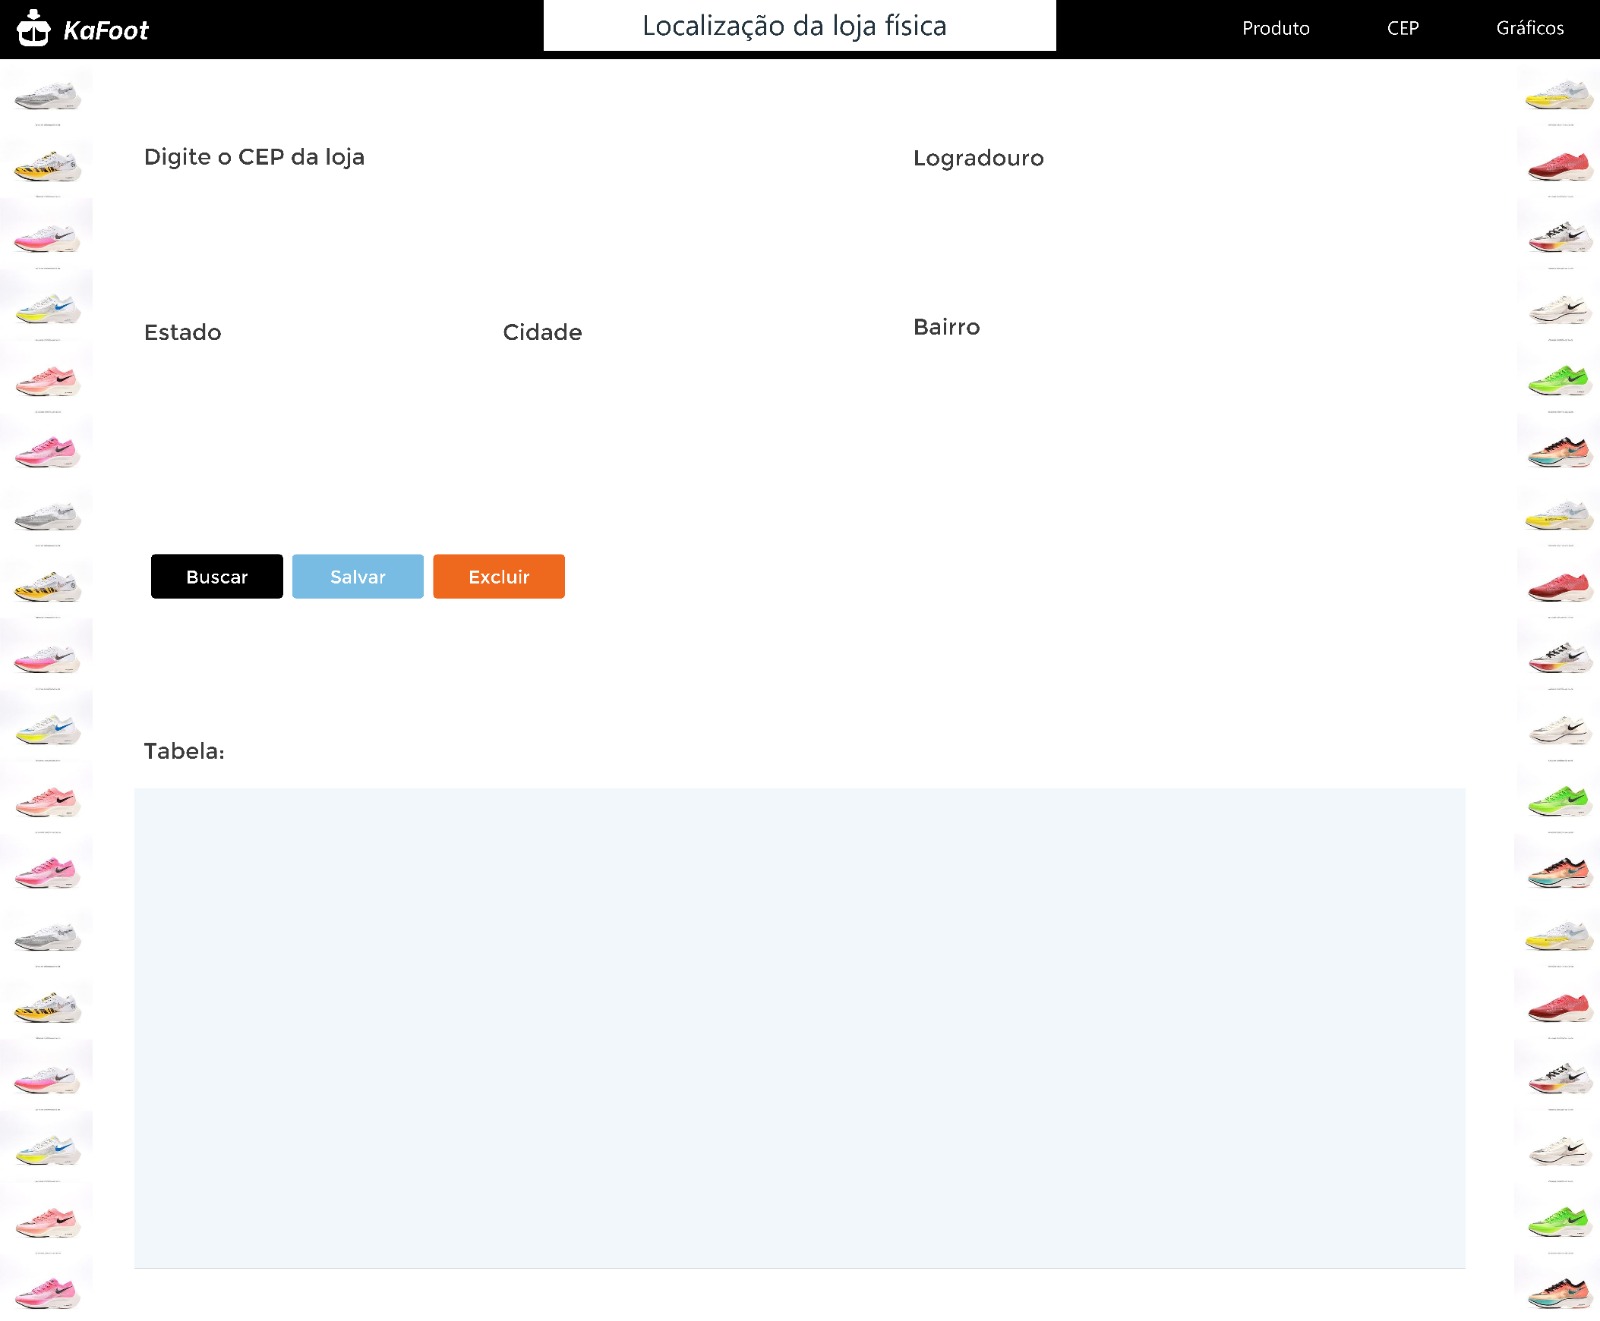 KaFoot
Localização da loja física
Produto
CEP
Gráficos
Digite o CEP da loja
Logradouro
Estado
Cidade
Bairro
Buscar
Salvar
Excluir
Tabela: